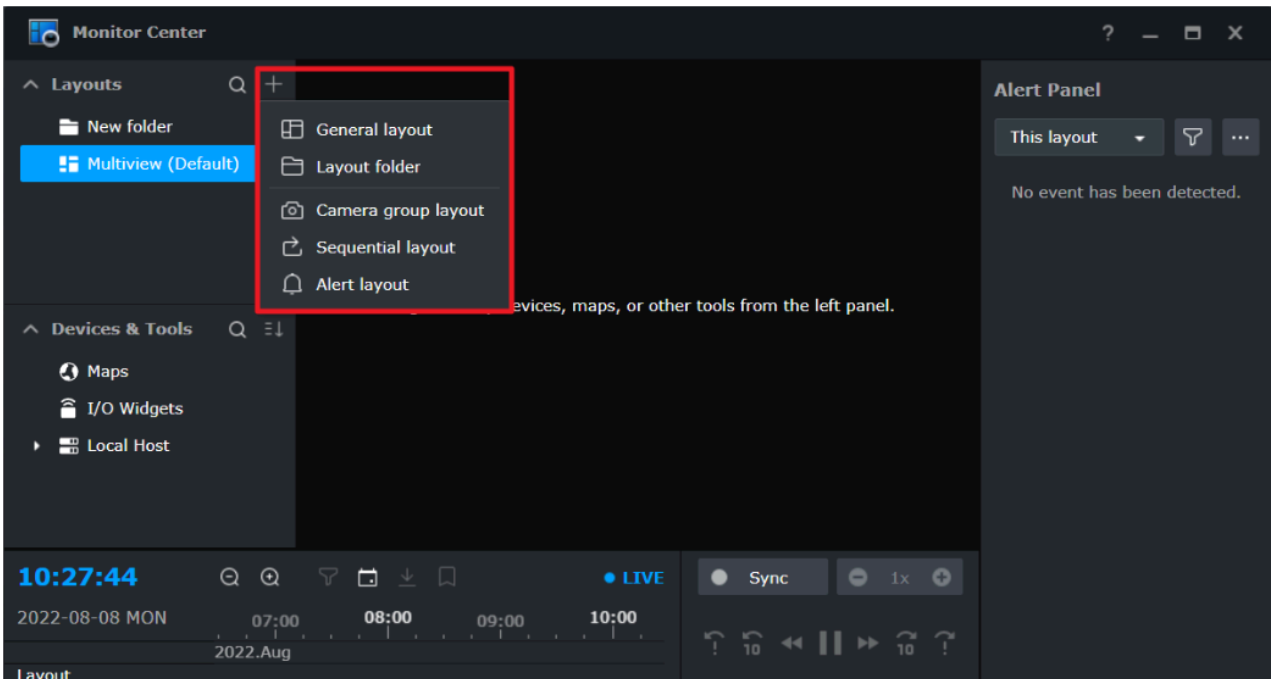 Monitor Center
?
Layouts
New folder
Multiview (Default)
General layout
Layout folder
Camera group layout
Sequential layout
Alert layout
evices, maps, or other tools from the left panel.
Devices & Tools
Maps
I/O Widgets
Local Host
Alert Panel
This layout
No event has been detected.
10:27:44
LIVE
Sync
1x
2022-08-08 MON
07:00 08:00 09:00 10:00
2022.Aug
! 10 10 !
Layout